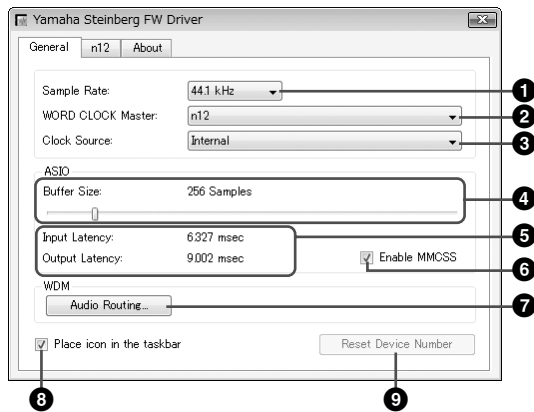 Yamaha Steinberg FW Driver
General n12 About
Sample Rate: 44.1 kHz 1
WORD CLOCK Master: n12 2
Clock Source: Internal 3
ASIO
Buffer Size: 256 Samples 4
Input Latency: 6.327 msec 5
Output Latency: 9.002 msec Enable MMCSS 6
WDM
Audio Routing... 7
Place icon in the taskbar Reset Device Number
8 9